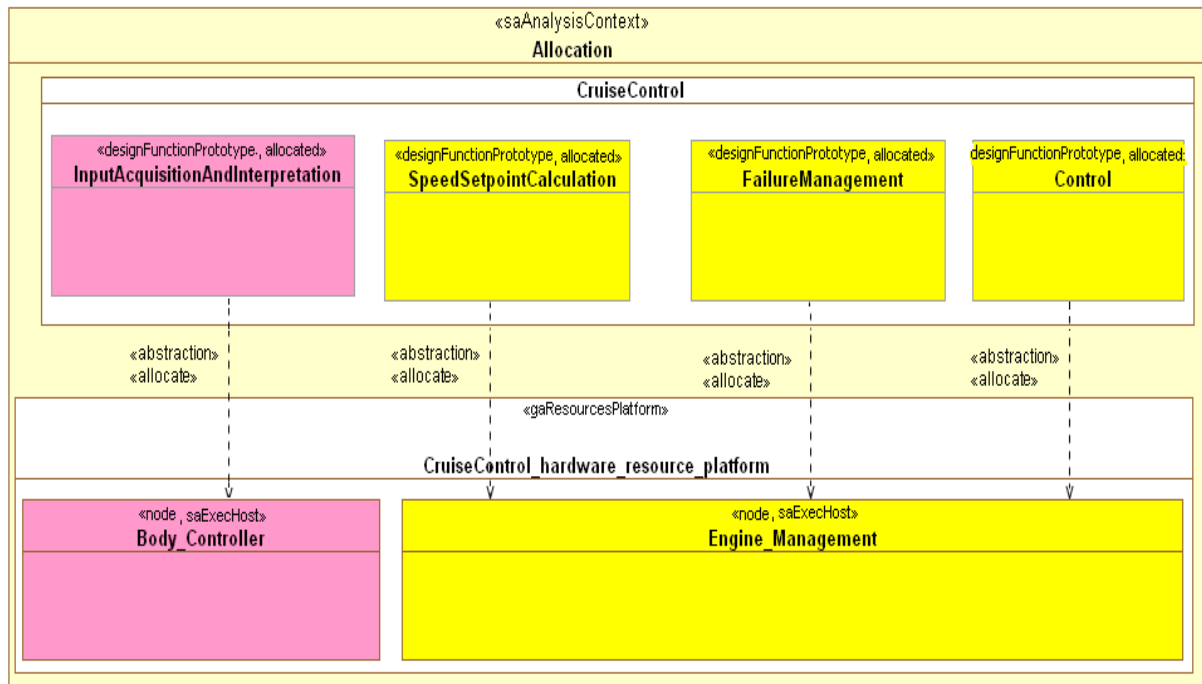 «saAnalysisContext»
Allocation
CruiseControl
«designFunctionPrototype., allocated»
InputAcquisitionAndInterpretation
«designFunctionPrototype, allocated»
SpeedSetpointCalculation
«designFunctionPrototype, allocated»
FailureManagement
designFunctionPrototype, allocated:
Control
«abstraction»
«allocate»
«abstraction»
«allocate»
«abstraction»
«allocate»
«abstraction»
«allocate»
«gaResourcesPlatform»
CruiseControl_hardware_resource_platform
«node, saExecHost»
Body_Controller
«node, saExecHost»
Engine_Management